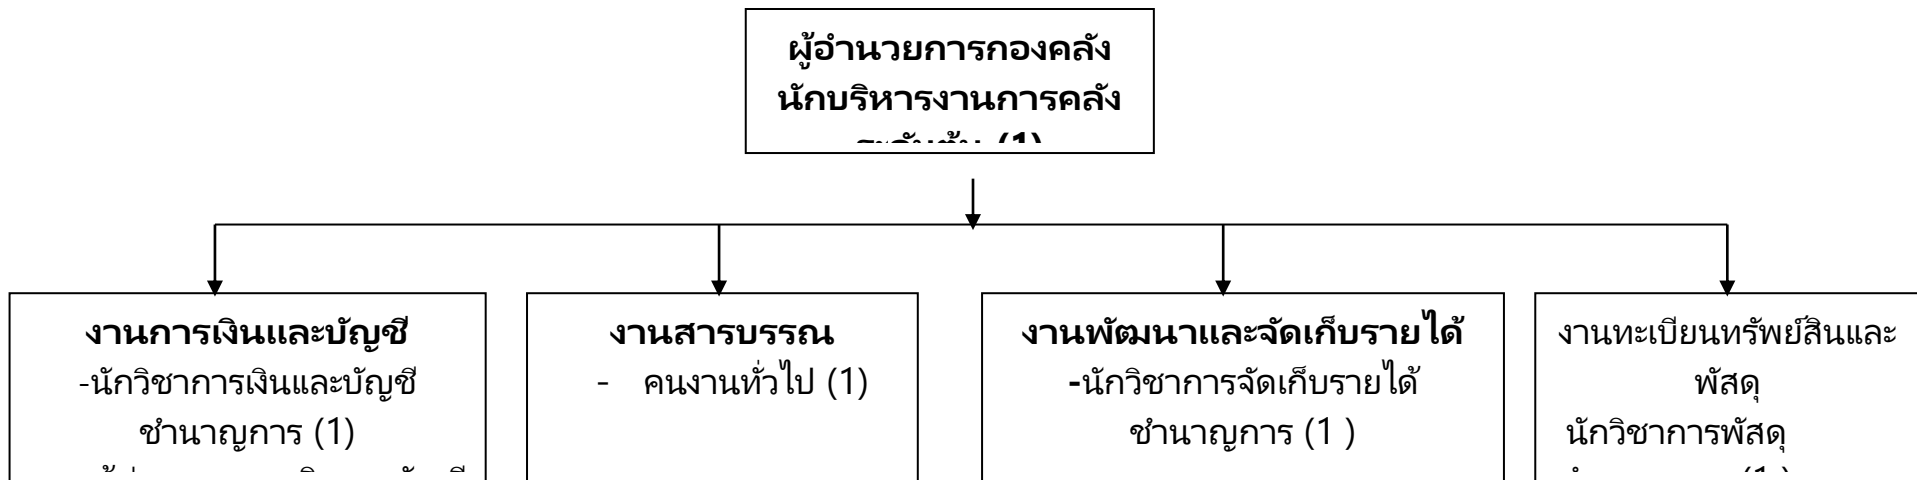 ผู้อำนวยการกองคลัง
นักบริหารงานการคลัง
(1)
งานการเงินและบัญชี
-นักวิชาการเงินและบัญชี
ชำนาญการ (1)
งานสารบรรณ
- คนงานทั่วไป (1)
งานพัฒนาและจัดเก็บรายได้
-นักวิชาการจัดเก็บรายได้
ชำนาญการ (1 )
งานทะเบียนทรัพย์สินและ
พัสดุ
นักวิชาการพัสดุ